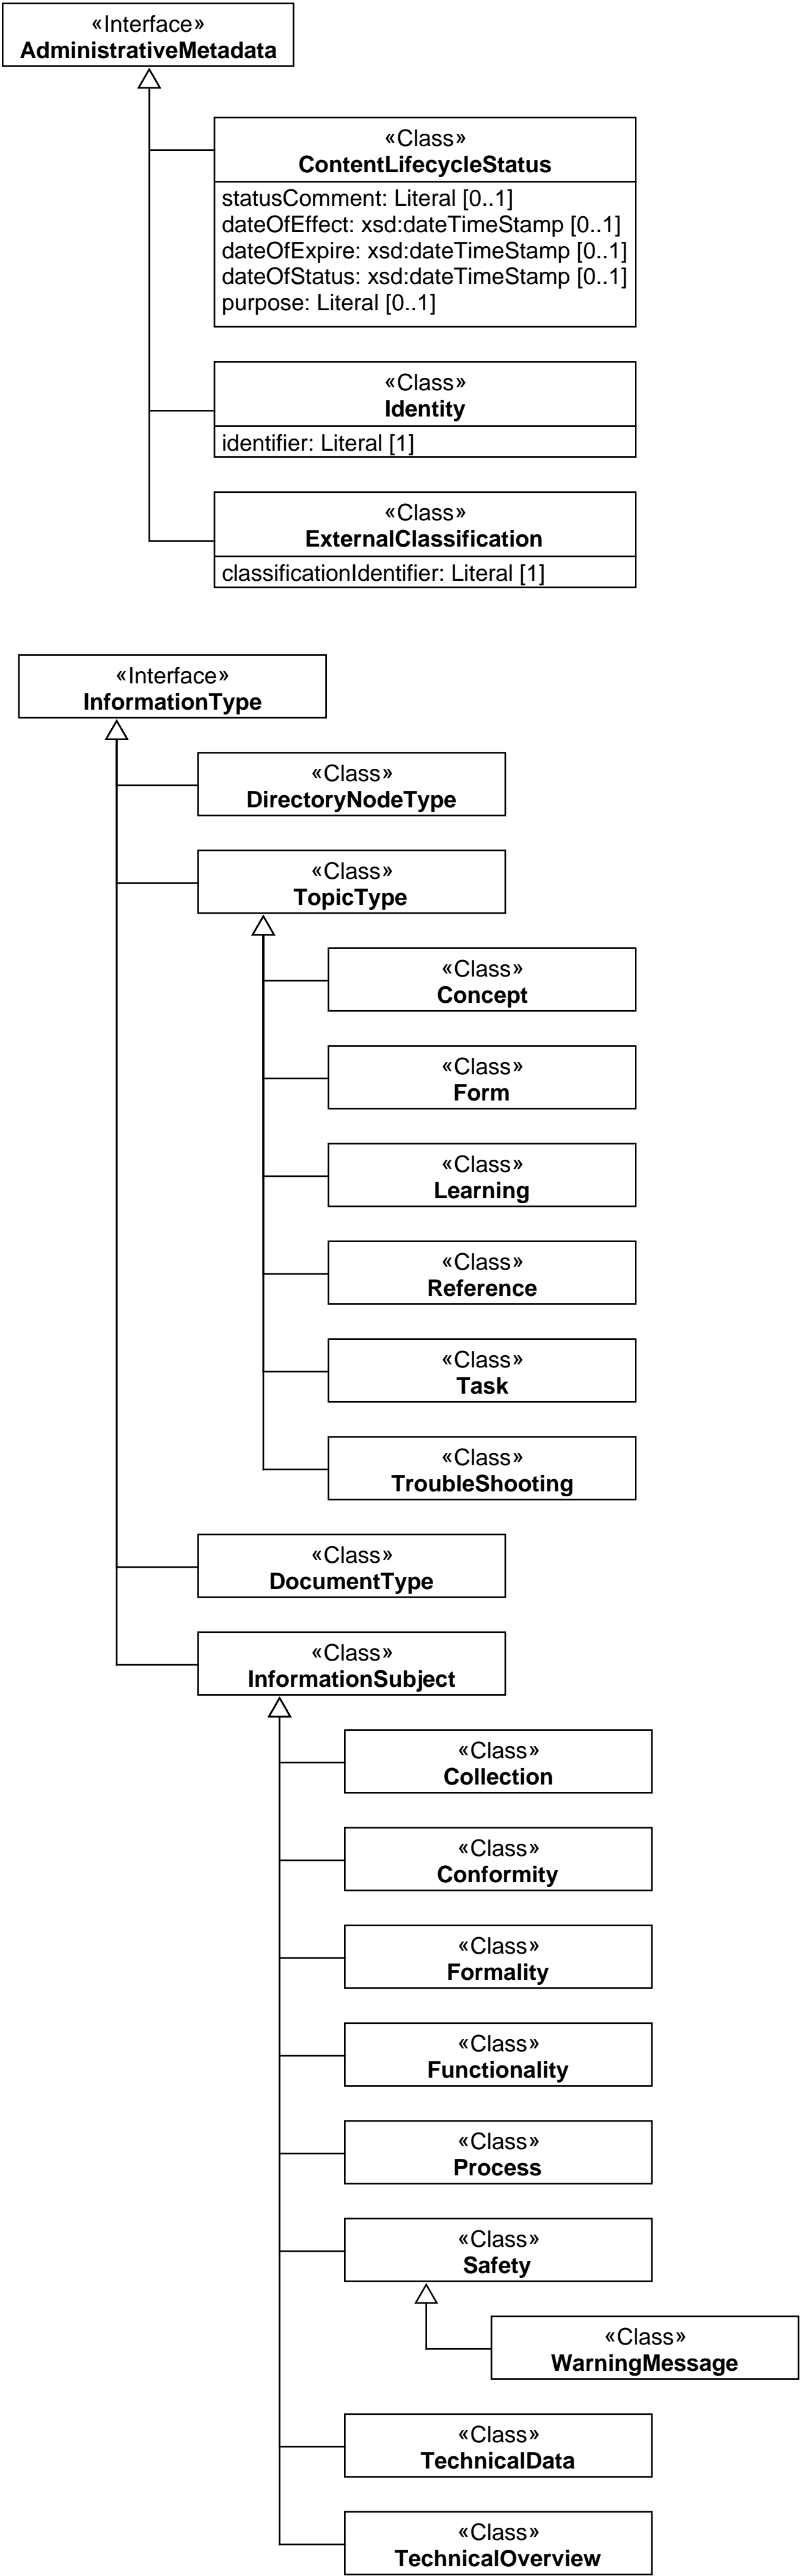 «Interface»
AdministrativeMetadata
«Class»
ContentLifecycleStatus
statusComment: Literal [0..1]
dateOfEffect: xsd:dateTimeStamp [0..1]
dateOfExpire: xsd:dateTimeStamp [0..1]
dateOfStatus: xsd:dateTimeStamp [0..1]
purpose: Literal [0..1]
«Class»
Identity
identifier: Literal [1]
«Class»
ExternalClassification
classificationIdentifier: Literal [1]
«Interface»
InformationType
«Class»
DirectoryNodeType
«Class»
TopicType
«Class»
Concept
«Class»
Form
«Class»
Learning
«Class»
Reference
«Class»
Task
«Class»
TroubleShooting
«Class»
DocumentType
«Class»
InformationSubject
«Class»
Collection
«Class»
Conformity
«Class»
Formality
«Class»
Functionality
«Class»
Process
«Class»
Safety
«Class»
WarningMessage
«Class»
TechnicalData
«Class»
TechnicalOverview